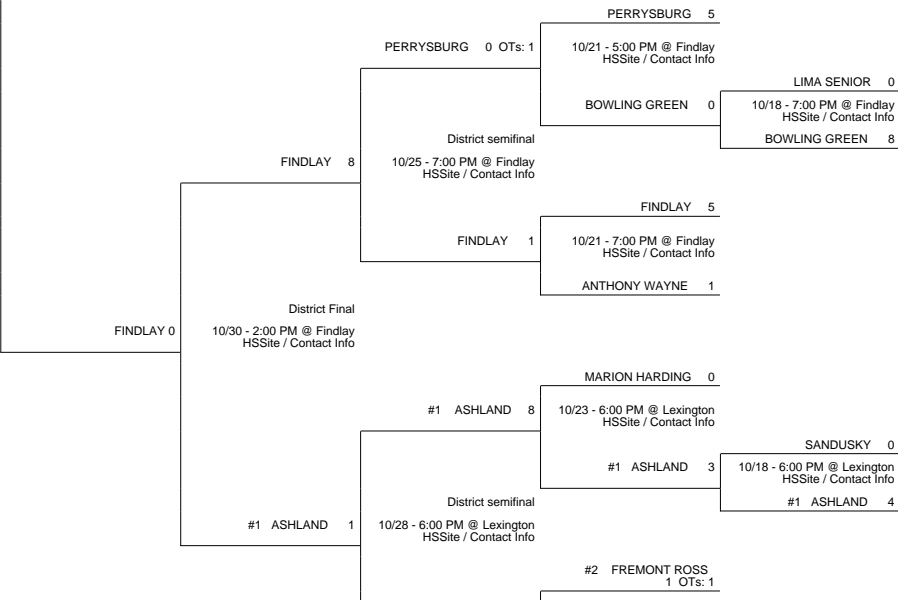 PERRYSBURG 5
PERRYSBURG 0 OTs: 1
10/21 - 5:00 PM @ Findlay
HSSite / Contact Info
LIMA SENIOR 0
BOWLING GREEN 0
10/18 - 7:00 PM @ Findlay
HSSite / Contact Info
BOWLING GREEN 8
District semifinal
FINDLAY 8
10/25 - 7:00 PM @ Findlay
HSSite / Contact Info
FINDLAY 5
FINDLAY 1
10/21 - 7:00 PM @ Findlay
HSSite / Contact Info
ANTHONY WAYNE 1
District Final
FINDLAY 0
10/30 - 2:00 PM @ Findlay
HSSite / Contact Info
MARION HARDING 0
#1 ASHLAND 8
10/23 - 6:00 PM @ Lexington
HSSite / Contact Info
SANDUSKY 0
#1 ASHLAND 3
10/18 - 6:00 PM @ Lexington
HSSite / Contact Info
#1 ASHLAND 4
District semifinal
#1 ASHLAND 1
10/28 - 6:00 PM @ Lexington
HSSite / Contact Info
#2 FREMONT ROSS
1 OTs: 1